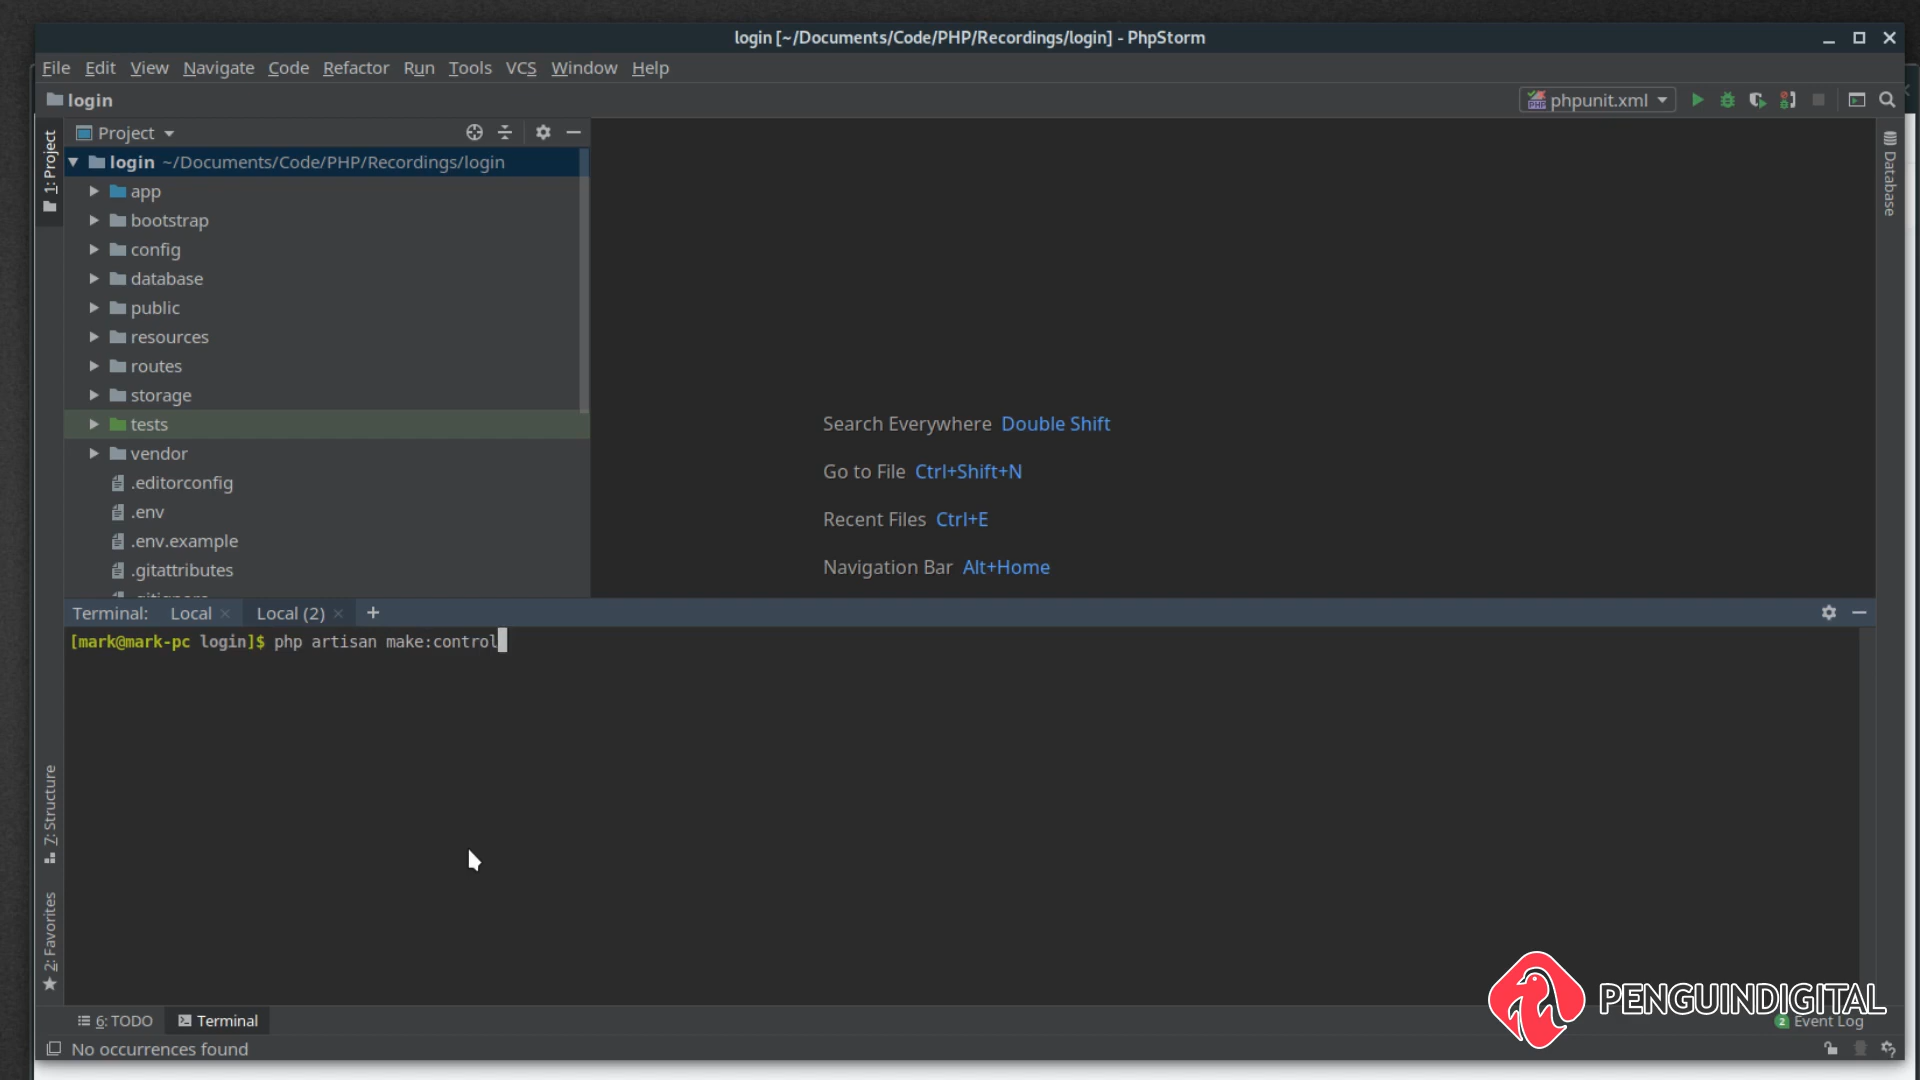 login [~/Documents/Code/PHP/Recordings/login] - PhpStorm
File Edit View Navigate Code Refactor Run Tools VCS Window Help
login
phpunit.xml
1: Project
Project
Database
login ~/Documents/Code/PHP/Recordings/login
app
bootstrap
config
database
public
resources
routes
storage
tests
vendor
.editorconfig
.env
.env.example
.gitattributes
.gitignore
Search Everywhere Double Shift
Go to File Ctrl+Shift+N
Recent Files Ctrl+E
Navigation Bar Alt+Home
Terminal: Local Local (2)
[mark@mark-pc login]$ php artisan make:control
7: Structure
2: Favorites
PENGUINDIGITAL
6: TODO Terminal
2 Event Log
No occurrences found